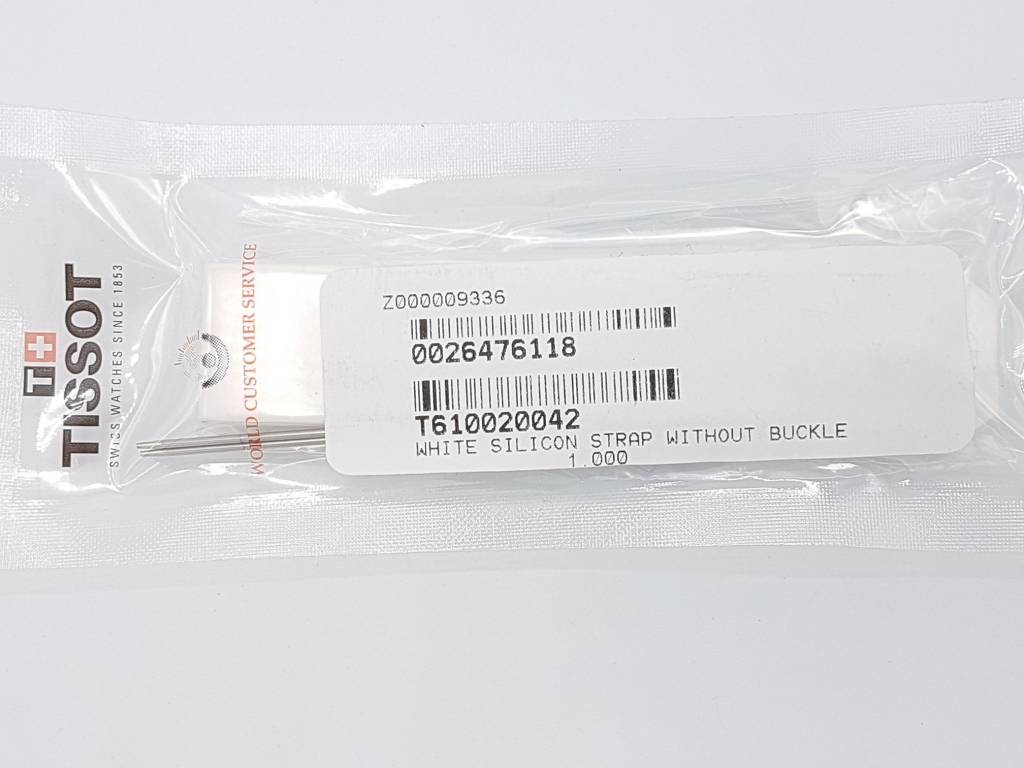 T+
TISSOT
SWISS WATCHES SINCE 1853
WORLD CUSTOMER SERVICE
Z000009336
0026476118
T610020042
WHITE SILICON STRAP WITHOUT BUCKLE
1.000